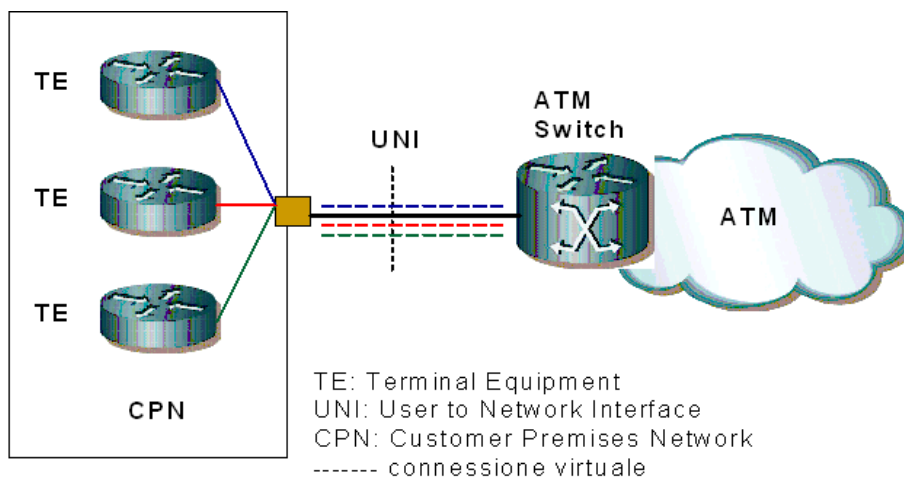 TE
TE
TE
CPN
UNI
ATM
Switch
ATM
TE: Terminal Equipment
UNI: User to Network Interface
CPN: Customer Premises Network
------- connessione virtuale